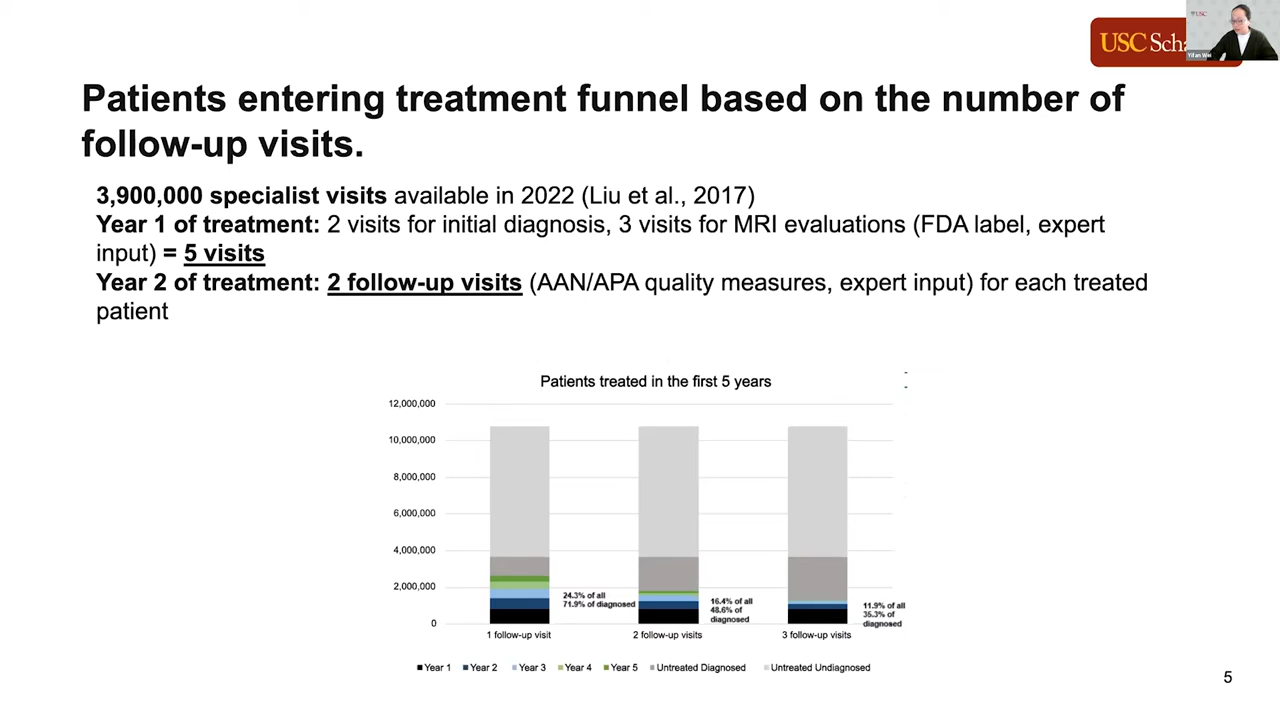 USC
USC Scha
Yifan Wei
Patients entering treatment funnel based on the number of
follow-up visits.
3,900,000 specialist visits available in 2022 (Liu et al., 2017)
Year 1 of treatment: 2 visits for initial diagnosis, 3 visits for MRI evaluations (FDA label, expert
input) = 5 visits
Year 2 of treatment: 2 follow-up visits (AAN/APA quality measures, expert input) for each treated
patient
Patients treated in the first 5 years
12,000,000
10,000,000
8,000,000
6,000,000
4,000,000
2,000,000
0
24.3% of all
71.9% of diagnosed
16.4% of all
48.6% of
diagnosed
11.9% of all
35.3% of
diagnosed
1 follow-up visit
2 follow-up visits
3 follow-up visits
Year 1 Year 2 Year 3 Year 4 Year 5 Untreated Diagnosed Untreated Undiagnosed
5